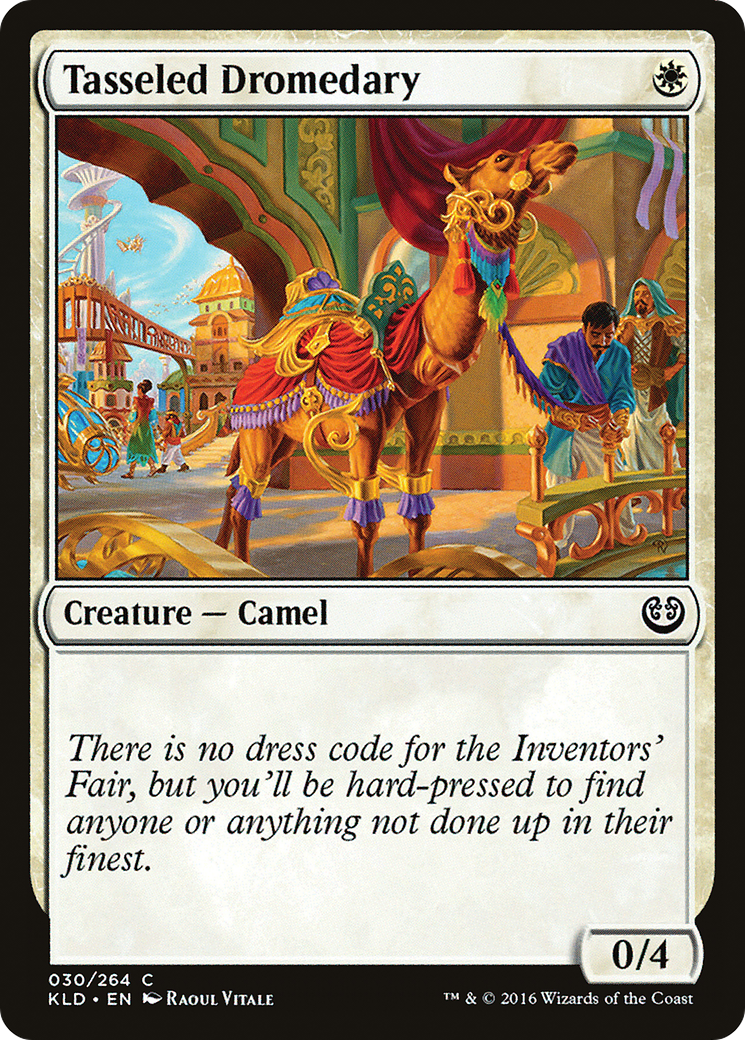 Tasseled Dromedary
Creature — Camel
There is no dress code for the Inventors’
Fair, but you’ll be hard-pressed to find
anyone or anything not done up in their
finest.
0/4
030/264 C
KLD • EN Raoul Vitale
™ & © 2016 Wizards of the Coast